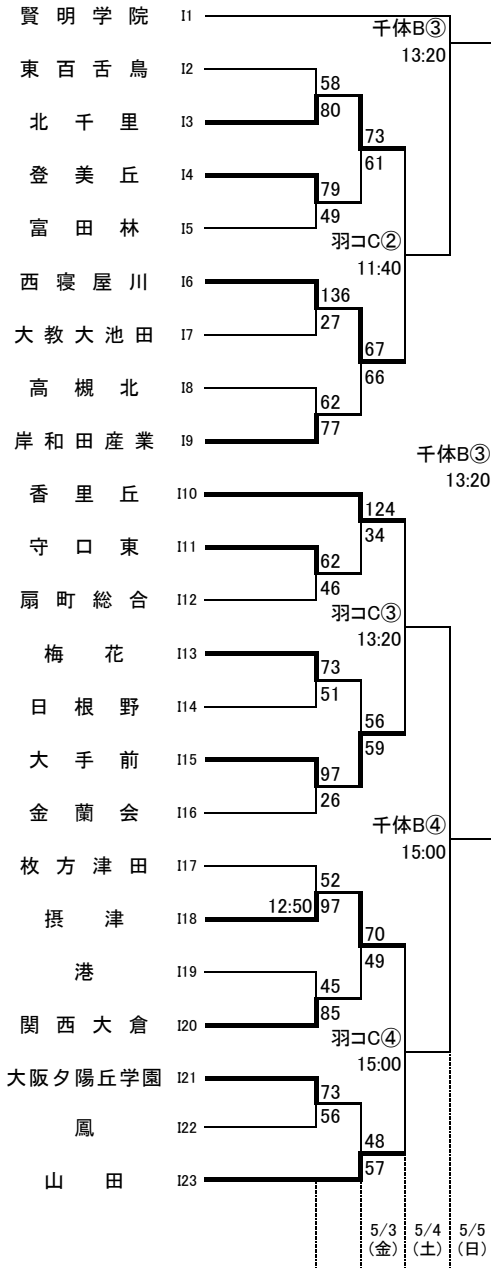 賢明学院 I1
千体B③
13:20
東百舌鳥 I2
58
北千里 I3
80
73
登美丘 I4
61
79
富田林 I5
49
羽コC②
11:40
西寝屋川 I6
136
大教大池田 I7
27
67
高槻北 I8
66
62
岸和田産業 I9
77
千体B③
13:20
香里丘 I10
124
守口東 I11
34
62
扇町総合 I12
46
羽コC③
13:20
梅花 I13
73
日根野 I14
51
56
大手前 I15
59
97
金蘭会 I16
26
千体B④
15:00
枚方津田 I17
52
摂津 I18
12:50 97
70
港 I19
49
45
関西大倉 I20
85
羽コC④
15:00
大阪夕陽丘学園 I21
73
鳳 I22
56
48
山田 I23
57
5/3 5/4 5/5
(金) (土) (日)